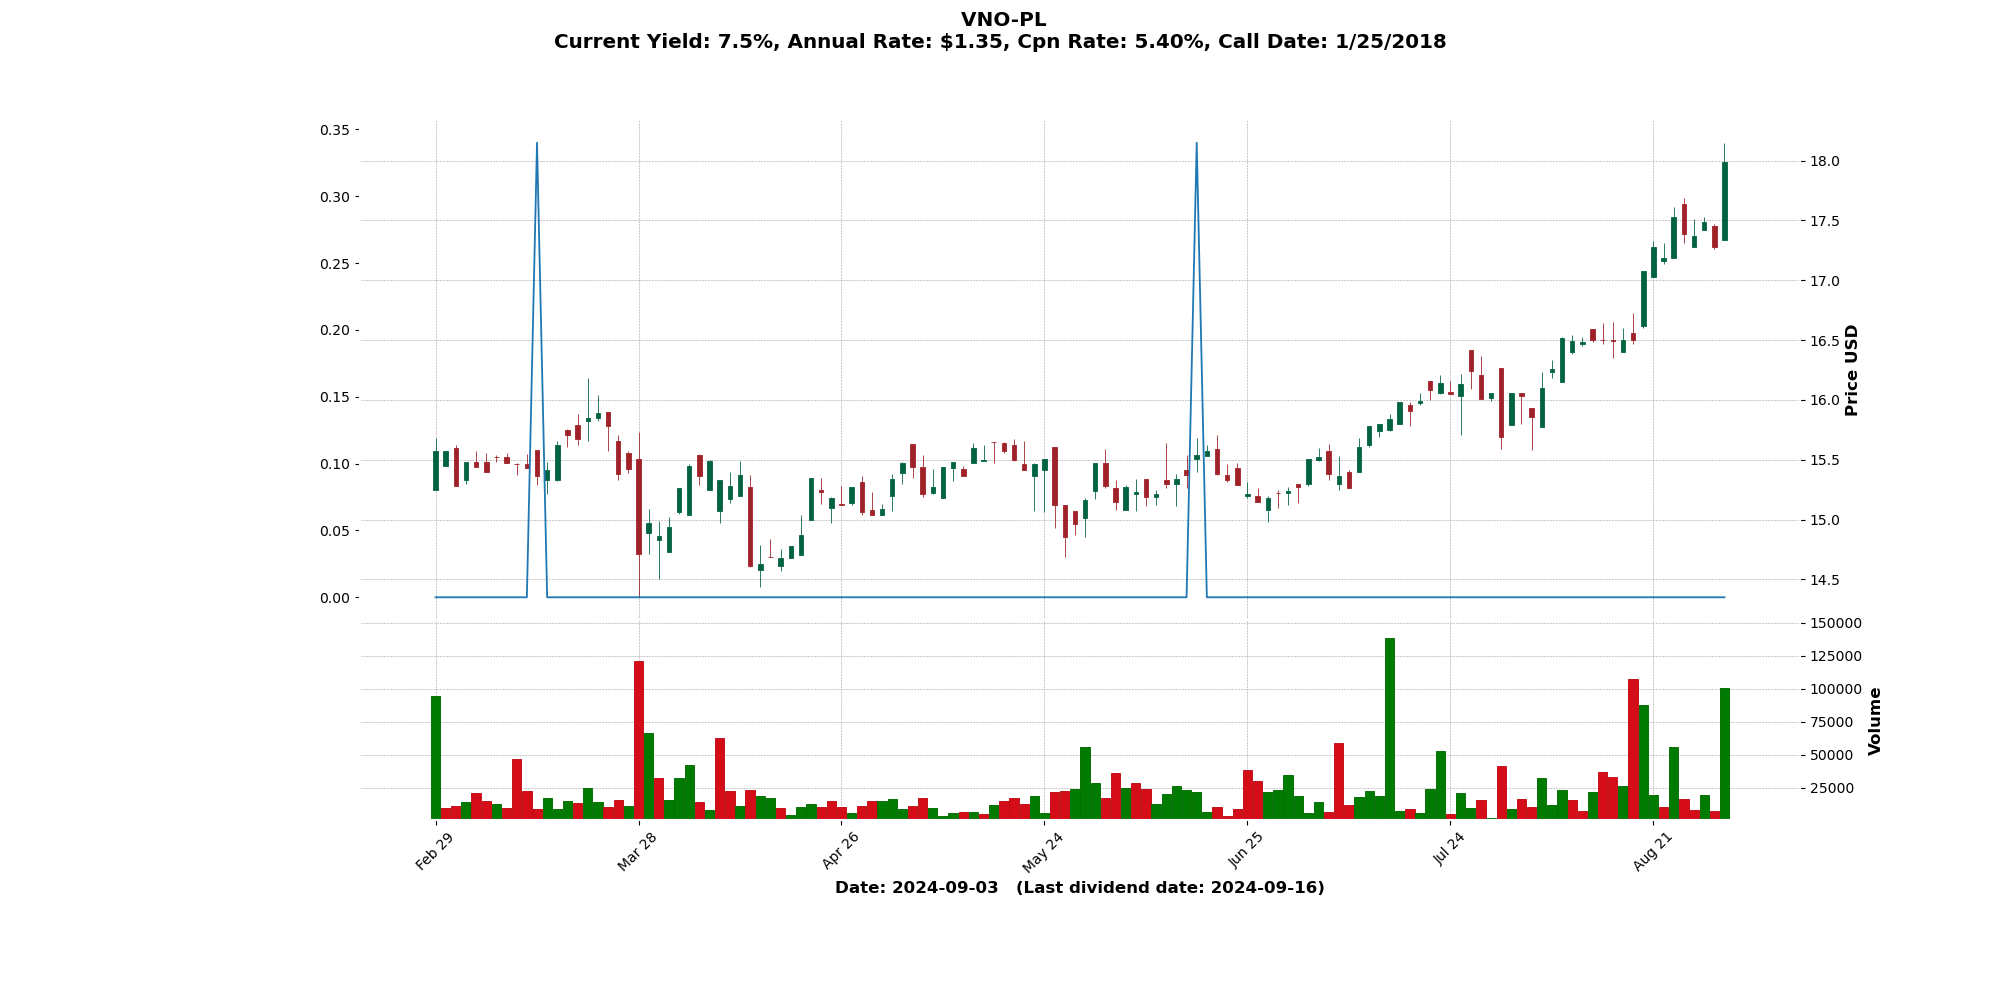 VNO-PL
Current Yield: 7.5%, Annual Rate: $1.35, Cpn Rate: 5.40%, Call Date: 1/25/2018
0.35
0.30
0.25
0.20
0.15
0.10
0.05
0.00
18.0
17.5
17.0
16.5
16.0
15.5
15.0
14.5
Price USD
150000
125000
100000
75000
50000
25000
Volume
Feb 29
Mar 28
Apr 26
May 24
Jun 25
Jul 24
Aug 21
Date: 2024-09-03 (Last dividend date: 2024-09-16)